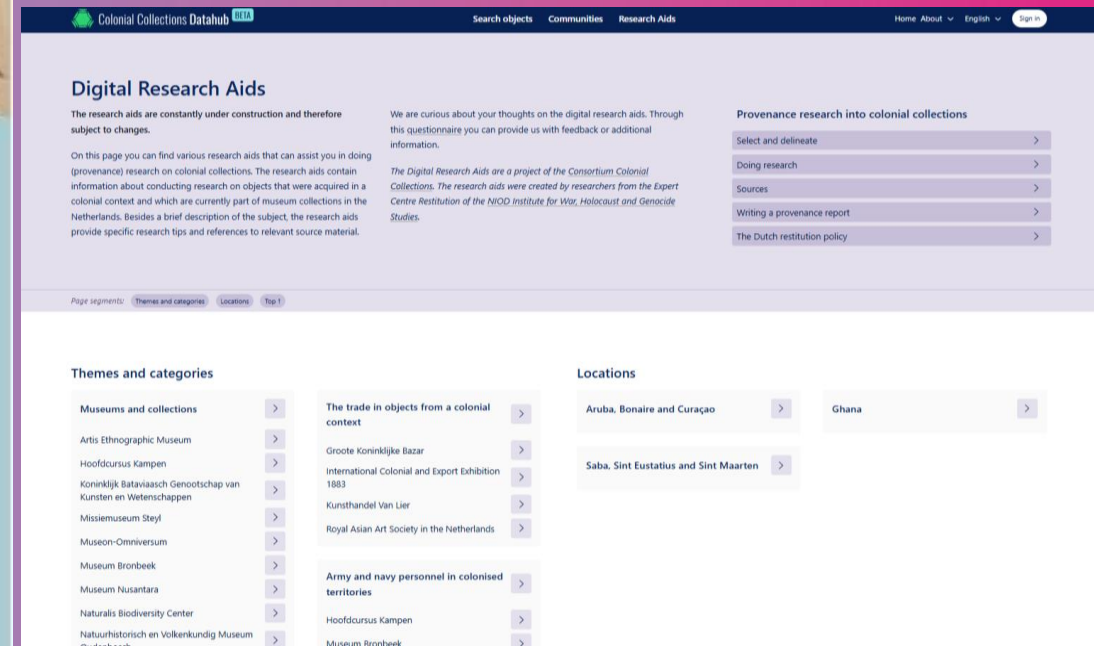 Colonial Collections Datahub BETA
Search objects Communities Research Aids
Home About English Sign in
Digital Research Aids
The research aids are constantly under construction and therefore
subject to changes.
On this page you can find various research aids that can assist you in doing
(provenance) research on colonial collections. The research aids contain
information about conducting research on objects that were acquired in a
colonial context and which are currently part of museum collections in the
Netherlands. Besides a brief description of the subject, the research aids
provide specific research tips and references to relevant source material.
We are curious about your thoughts on the digital research aids. Through
this questionnaire you can provide us with feedback or additional
information.
The Digital Research Aids are a project of the Consortium Colonial
Collections. The research aids were created by researchers from the Expert
Centre Restitution of the NIOD Institute for War, Holocaust and Genocide
Studies.
Provenance research into colonial collections
Select and delineate
Doing research
Sources
Writing a provenance report
The Dutch restitution policy
Page segments: Themes and categories Locations Top ↑
Themes and categories
Museums and collections
Artis Ethnographic Museum
Hoofdcursus Kampen
Koninklijk Bataviaasch Genootschap van
Kunsten en Wetenschappen
Missiemuseum Steyl
Museon-Omniversum
Museum Bronbeek
Museum Nusantara
Naturalis Biodiversity Center
Natuurhistorisch en Volkenkundig Museum
The trade in objects from a colonial
context
Groote Koninklijke Bazar
International Colonial and Export Exhibition
1883
Kunsthandel Van Lier
Royal Asian Art Society in the Netherlands
Army and navy personnel in colonised
territories
Hoofdcursus Kampen
Museum Bronbeek
Locations
Aruba, Bonaire and Curaçao
Saba, Sint Eustatius and Sint Maarten
Ghana